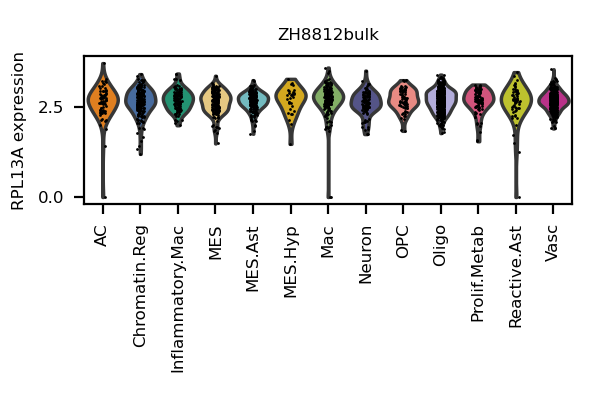 ZH8812bulk
RPL13A expression
2.5
0.0
AC
Chromatin.Reg
Inflammatory.Mac
MES
MES.Ast
MES.Hyp
Mac
Neuron
OPC
Oligo
Prolif.Metab
Reactive.Ast
Vasc